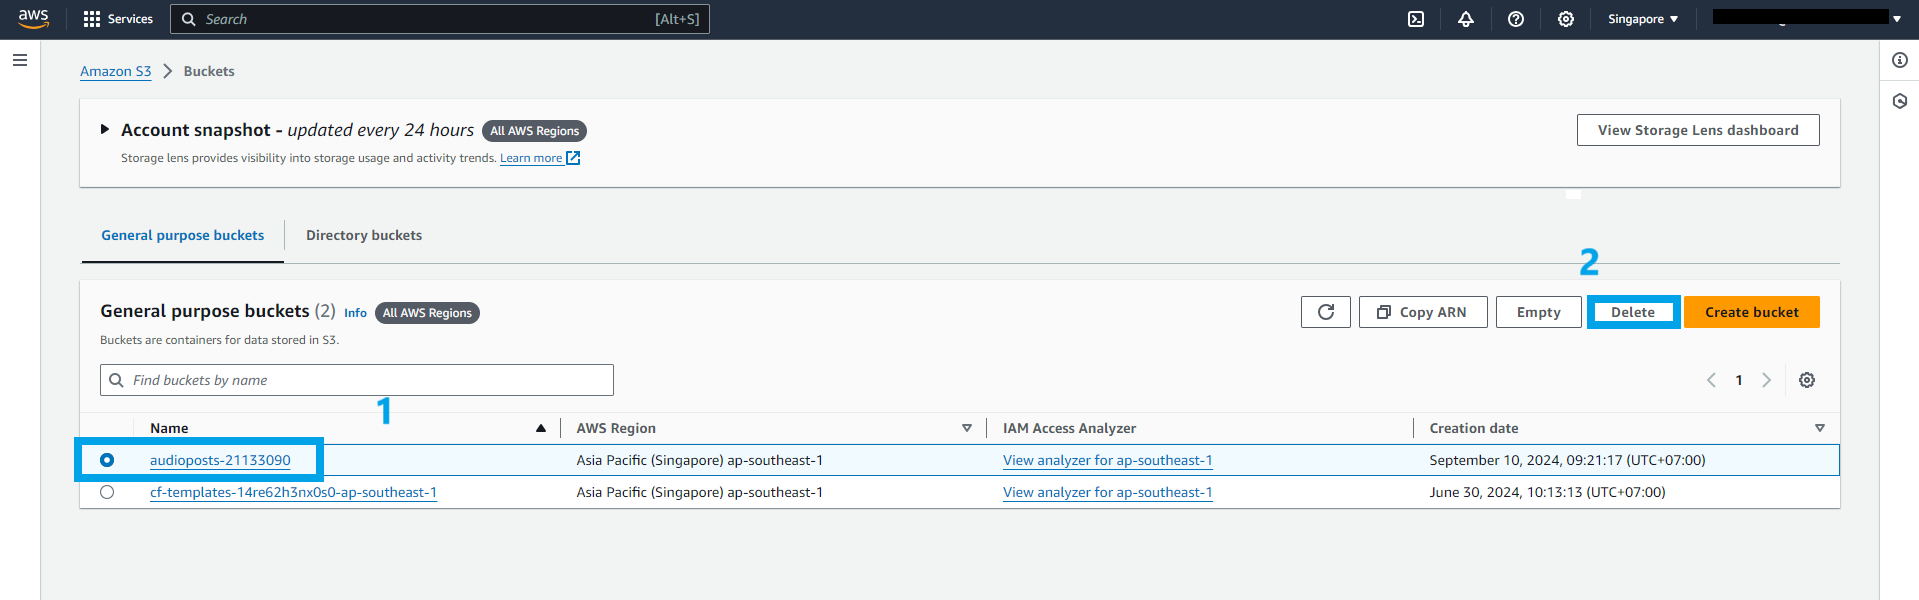 aws Services Search [Alt+S] Singapore
Amazon S3 Buckets
Account snapshot - updated every 24 hours All AWS Regions View Storage Lens dashboard
Storage lens provides visibility into storage usage and activity trends. Learn more
General purpose buckets Directory buckets
2
General purpose buckets (2) Info All AWS Regions Copy ARN Empty Delete Create bucket
Buckets are containers for data stored in S3.
Find buckets by name 1
1
Name AWS Region IAM Access Analyzer Creation date
audioposts-21133090 Asia Pacific (Singapore) ap-southeast-1 View analyzer for ap-southeast-1 September 10, 2024, 09:21:17 (UTC+07:00)
cf-templates-14re62h3nx0s0-ap-southeast-1 Asia Pacific (Singapore) ap-southeast-1 View analyzer for ap-southeast-1 June 30, 2024, 10:13:13 (UTC+07:00)